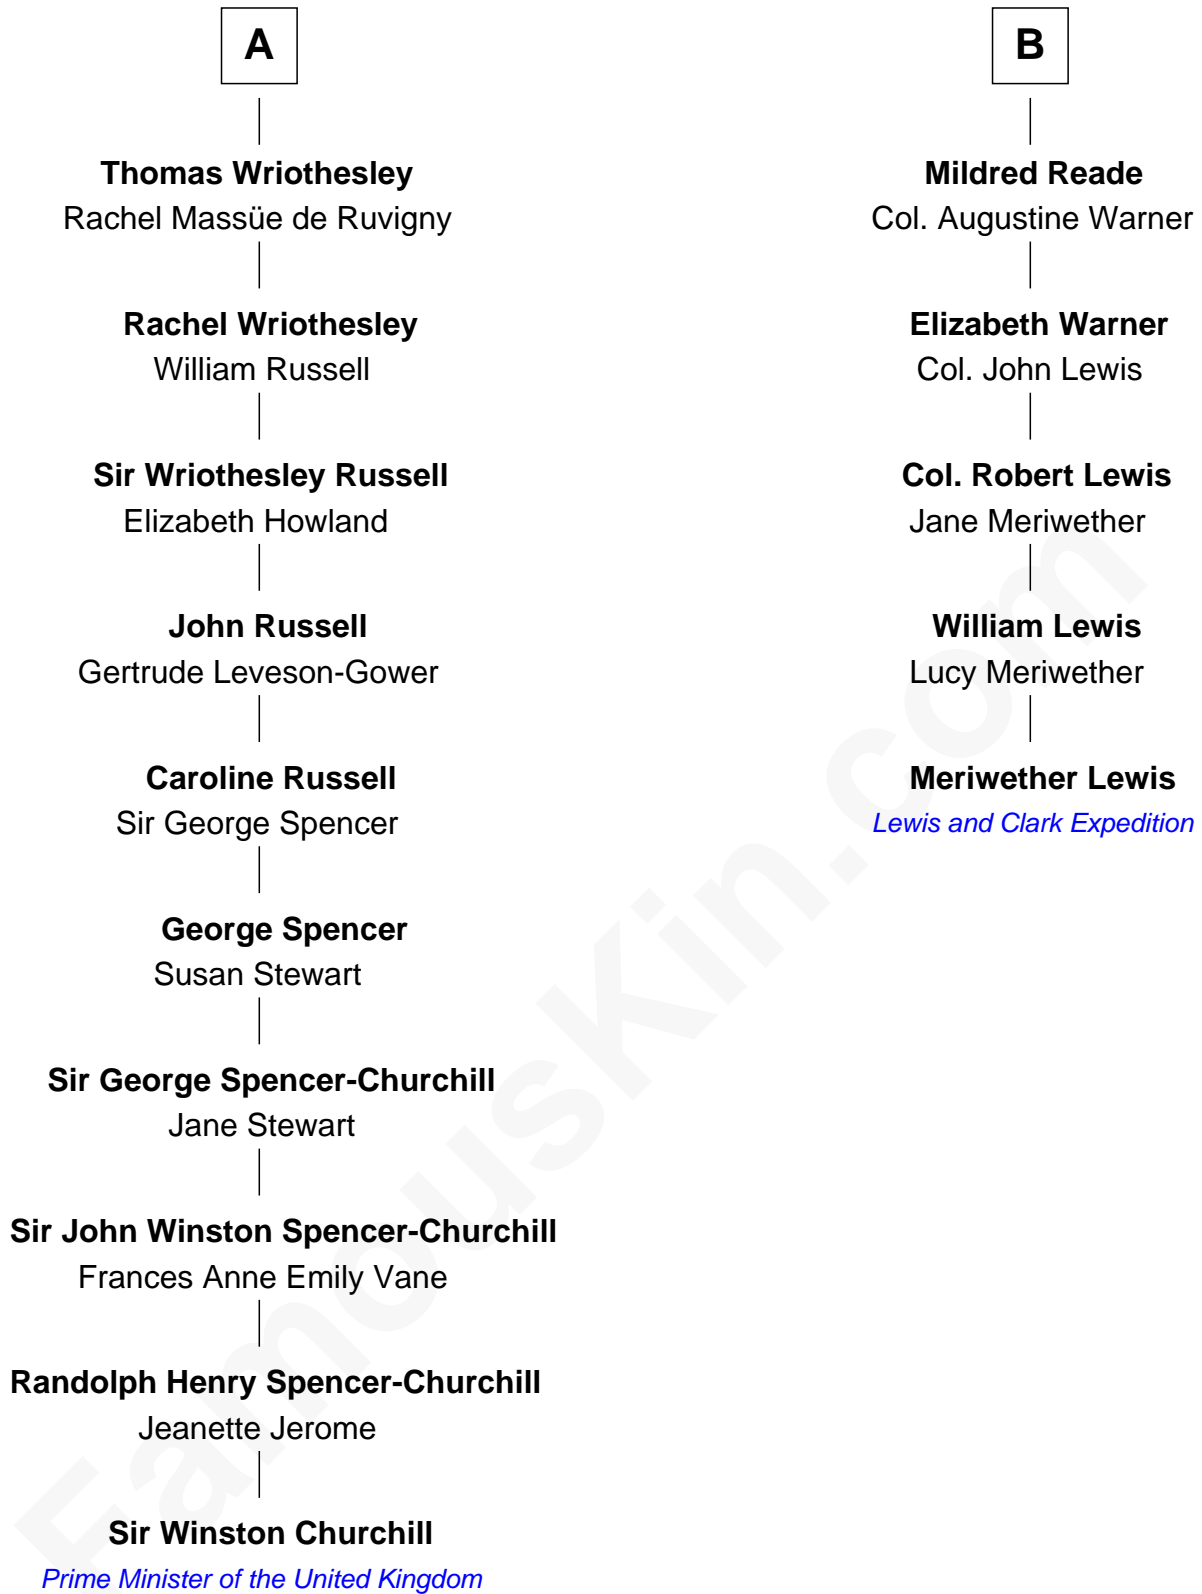 A
Thomas Wriothesley
Rachel Massüe de Ruvigny
Rachel Wriothesley
William Russell
Sir Wriothesley Russell
Elizabeth Howland
John Russell
Gertrude Leveson-Gower
Caroline Russell
Sir George Spencer
George Spencer
Susan Stewart
Sir George Spencer-Churchill
Jane Stewart
Sir John Winston Spencer-Churchill
Frances Anne Emily Vane
Randolph Henry Spencer-Churchill
Jeanette Jerome
Sir Winston Churchill
Prime Minister of the United Kingdom
B
Mildred Reade
Col. Augustine Warner
Elizabeth Warner
Col. John Lewis
Col. Robert Lewis
Jane Meriwether
William Lewis
Lucy Meriwether
Meriwether Lewis
Lewis and Clark Expedition
FamousKin.com